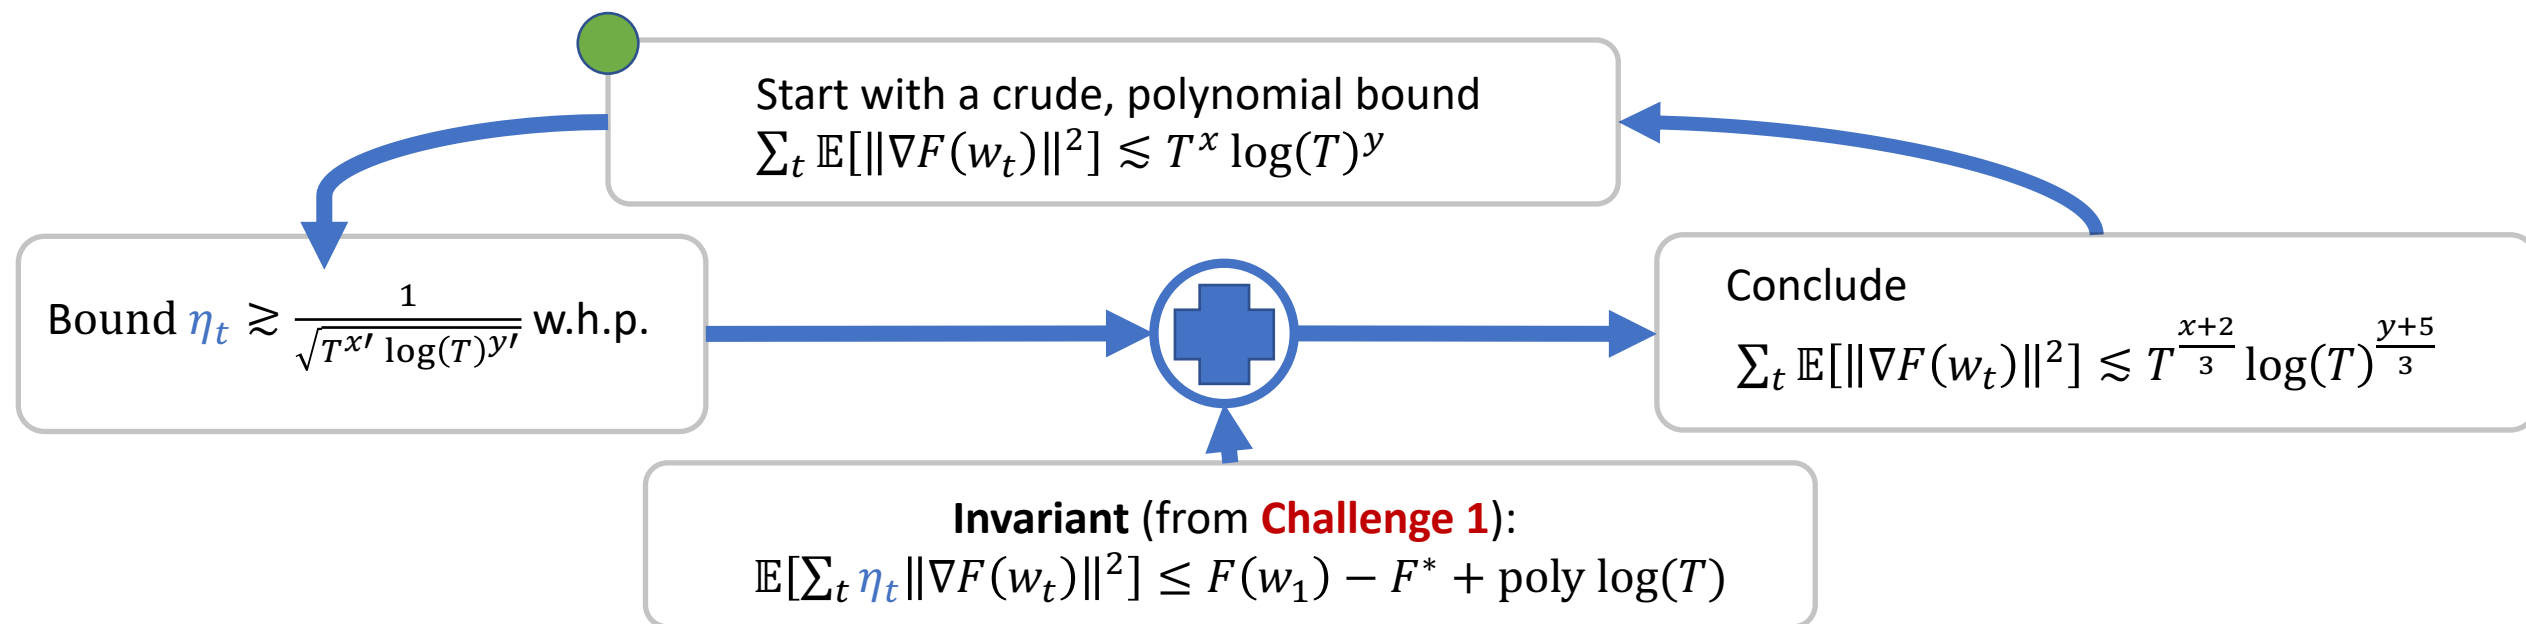 Start with a crude, polynomial bound
∑ₜ 𝔼[‖∇F(wₜ)‖²] ≲ T^x log(T)^y
Bound ηₜ ≳ 1/√(T^{x′} log(T)^{y′}) w.h.p.
Conclude
∑ₜ 𝔼[‖∇F(wₜ)‖²] ≲ T^{(x+2)/3} log(T)^{(y+5)/3}
Invariant (from Challenge 1):
𝔼[∑ₜ ηₜ‖∇F(wₜ)‖²] ≤ F(w₁) − F* + poly log(T)